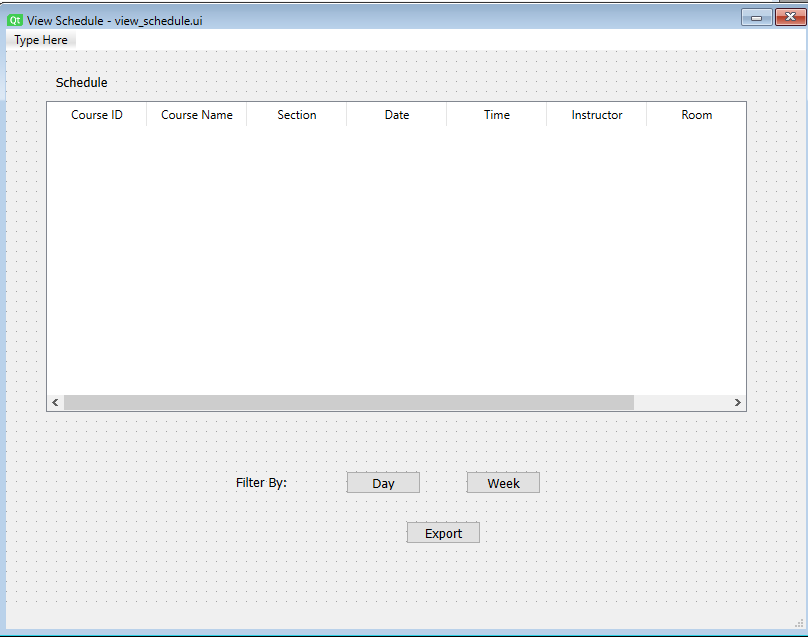 Qt View Schedule - view_schedule.ui
Type Here
Schedule
Course ID Course Name Section Date Time Instructor Room
Filter By: Day Week
Export